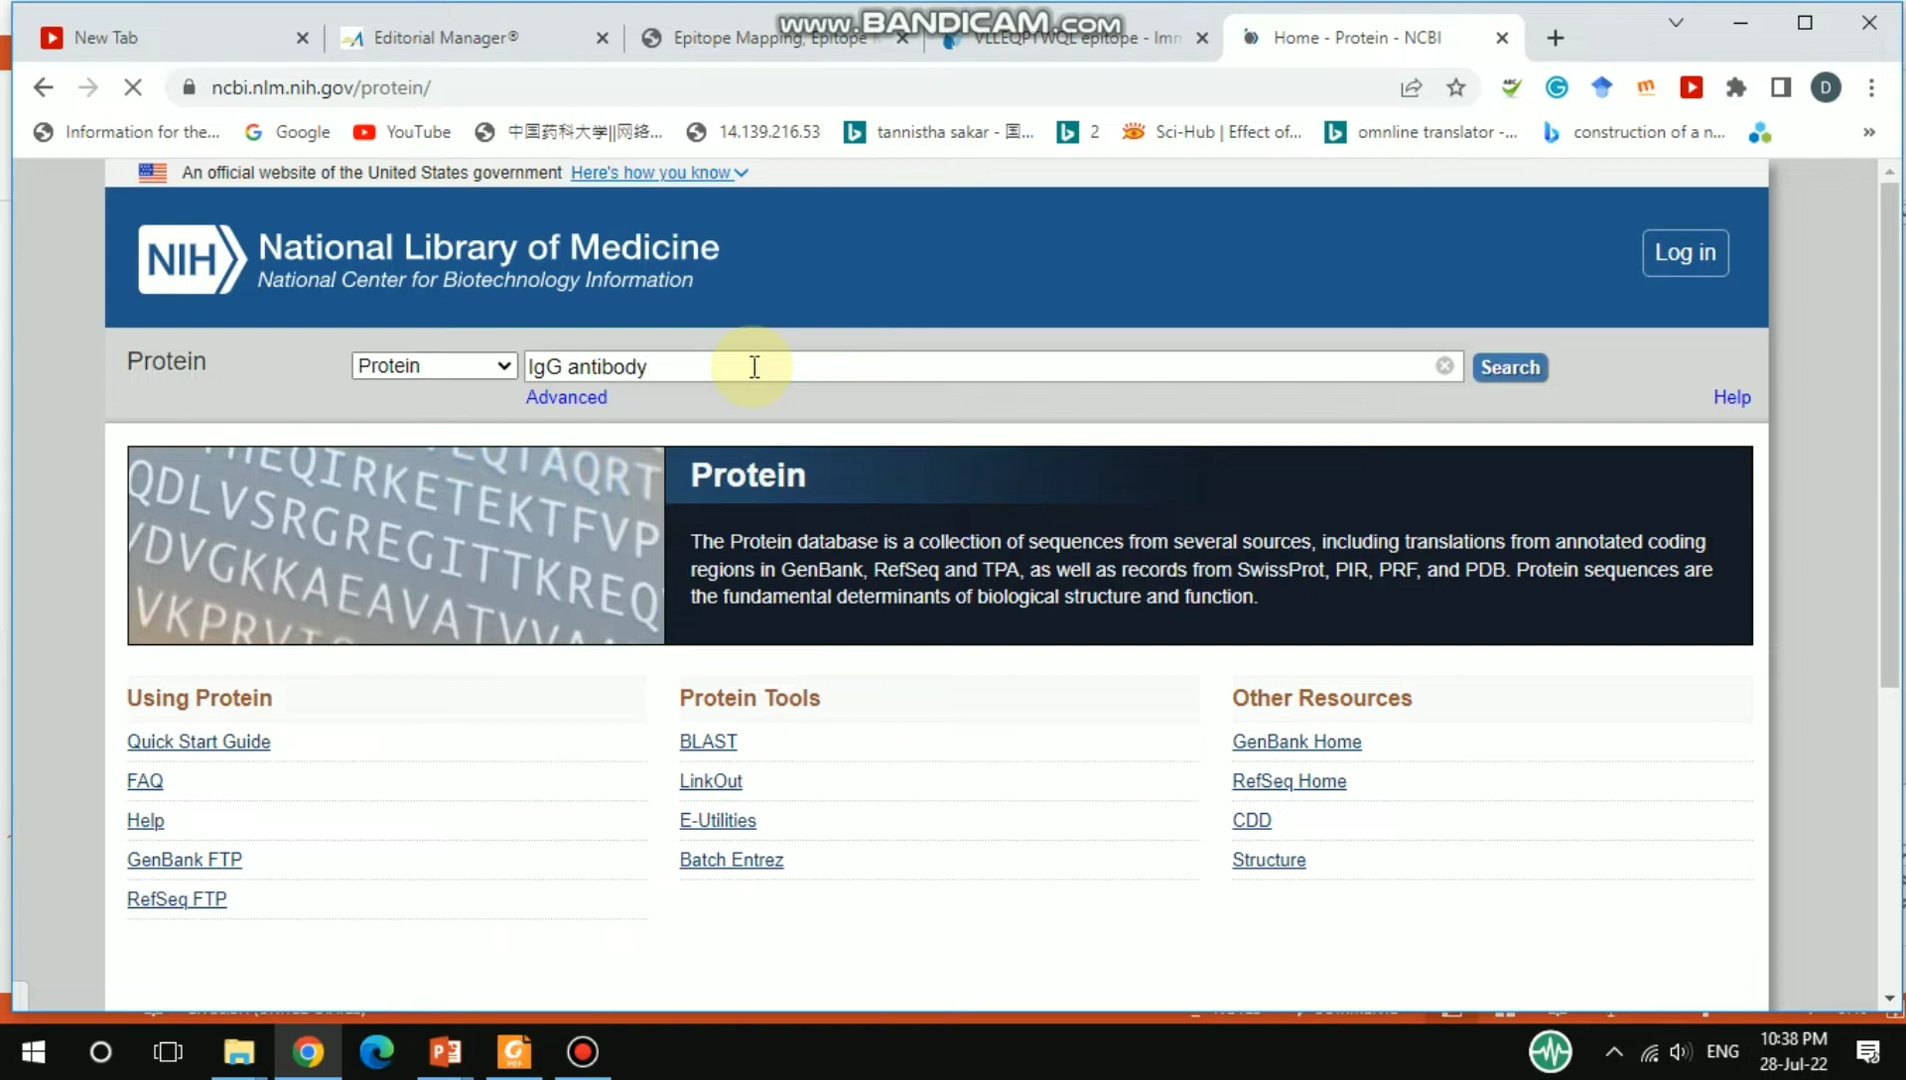 www.BANDICAM.com
New Tab
Editorial Manager®
Epitope Mapping, Epitope
VLLEQPTWQL epitope - Imm
Home - Protein - NCBI
ncbi.nlm.nih.gov/protein/
D
Information for the...
Google
YouTube
中国药科大学||网络...
14.139.216.53
tannistha sakar - 国...
2
Sci-Hub | Effect of...
omnline translator -...
construction of a n...
»
An official website of the United States government Here's how you know
NIH
National Library of Medicine
National Center for Biotechnology Information
Log in
Protein
Protein
IgG antibody
Search
Advanced
Help
QDLVSRGREGITTKREQ
VKPRV
Protein
The Protein database is a collection of sequences from several sources, including translations from annotated coding
regions in GenBank, RefSeq and TPA, as well as records from SwissProt, PIR, PRF, and PDB. Protein sequences are
the fundamental determinants of biological structure and function.
Using Protein
Quick Start Guide
FAQ
Help
GenBank FTP
RefSeq FTP
Protein Tools
BLAST
LinkOut
E-Utilities
Batch Entrez
Other Resources
GenBank Home
RefSeq Home
CDD
Structure
ENG
10:38 PM
28-Jul-22